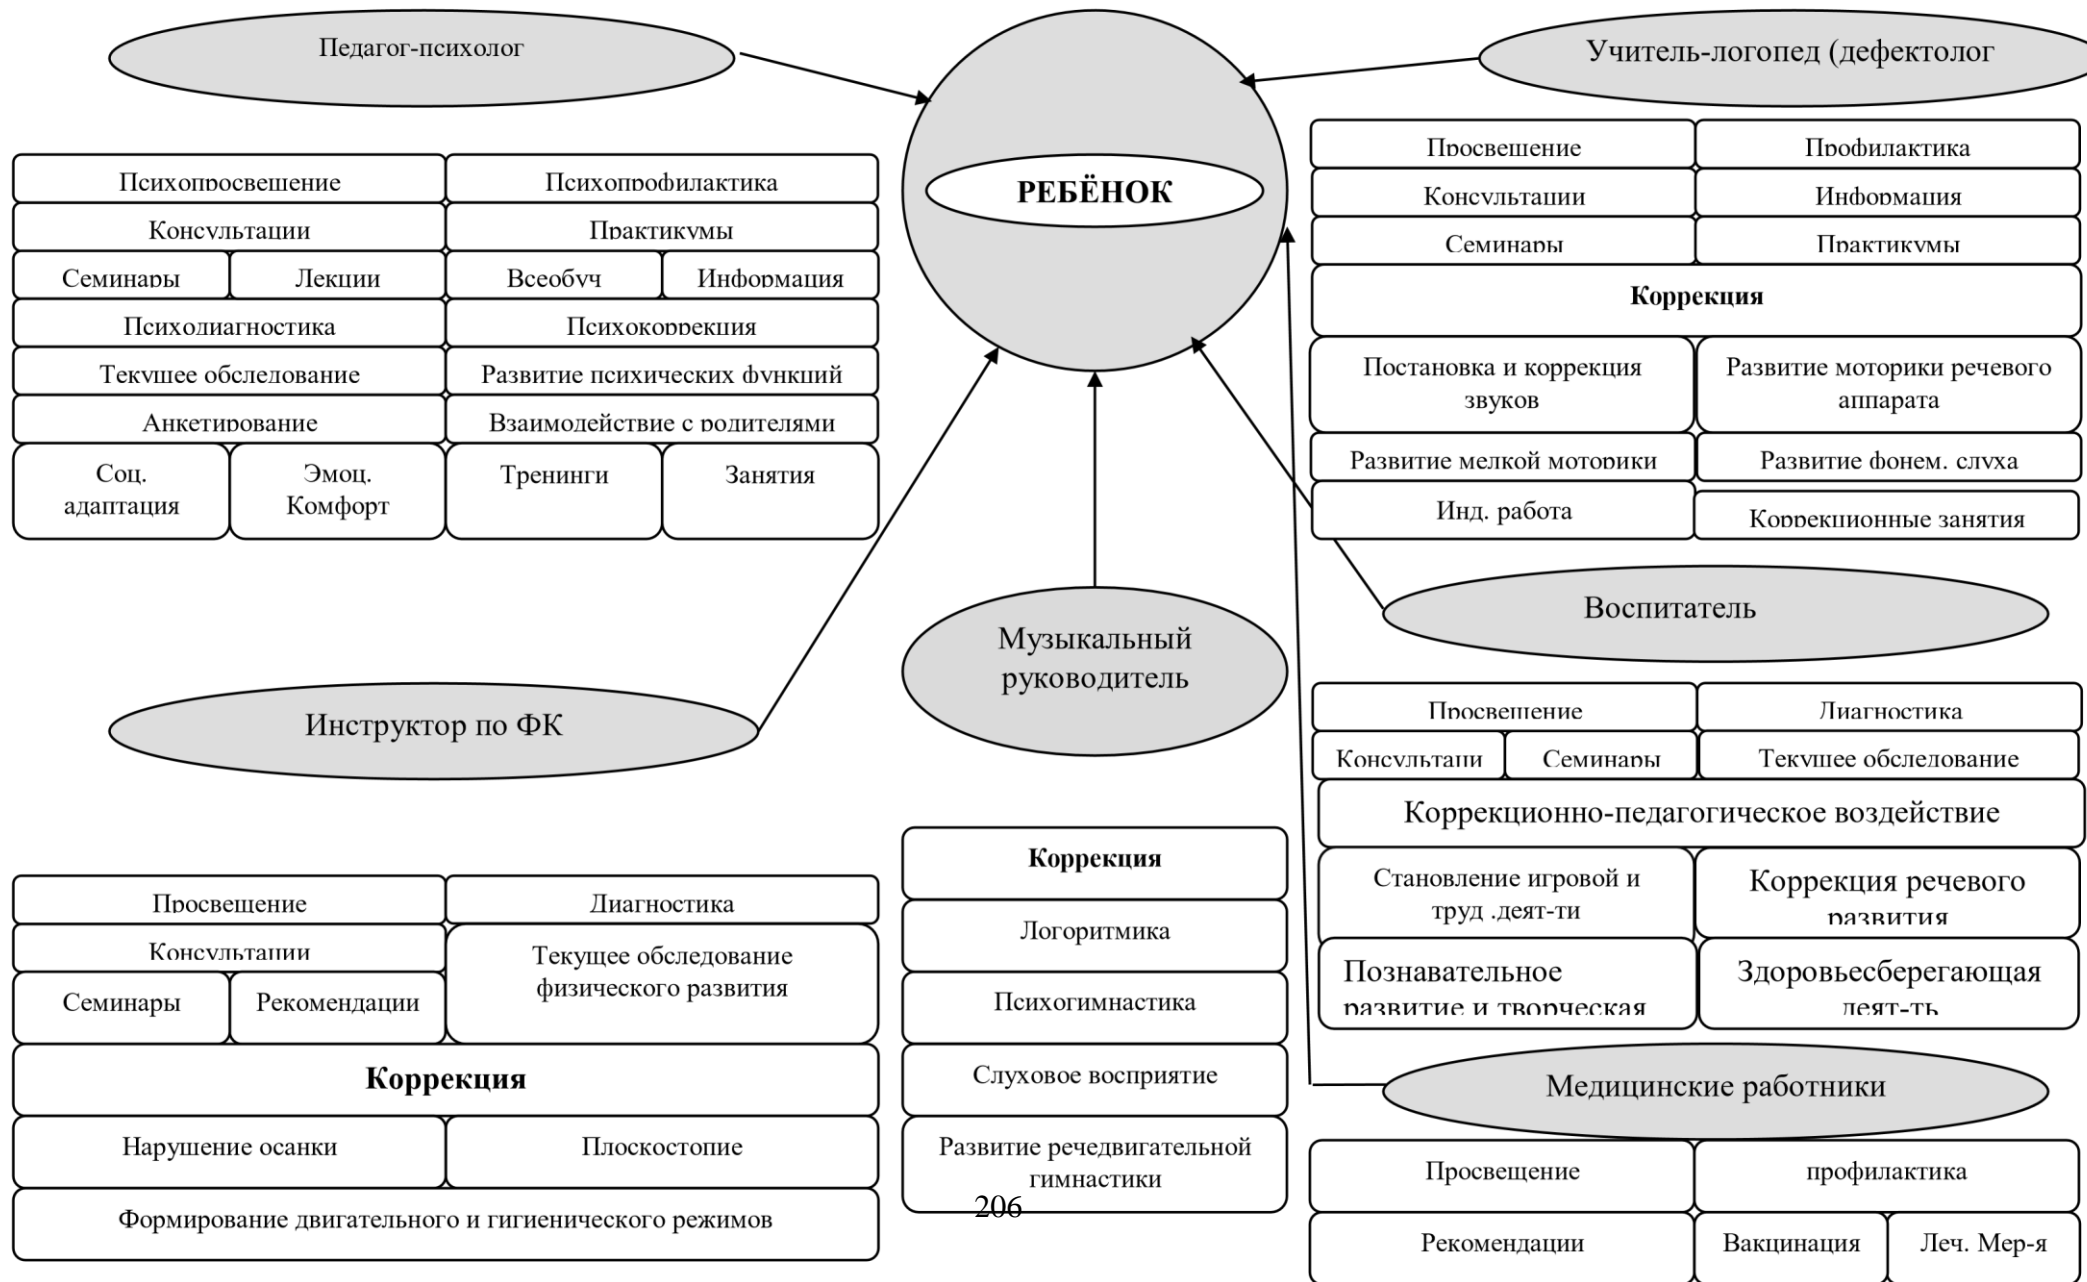 Педагог-психолог
Учитель-логопед (дефектолог
РЕБЁНОК
Психопросвещение
Психопрофилактика
Консультации
Практикумы
Семинары
Лекции
Всеобуч
Информация
Психодиагностика
Психокоррекция
Текущее обследование
Развитие психических функций
Анкетирование
Взаимодействие с родителями
Соц.
адаптация
Эмоц.
Комфорт
Тренинги
Занятия
Просвещение
Профилактика
Консультации
Информация
Семинары
Практикумы
Коррекция
Постановка и коррекция
звуков
Развитие моторики речевого
аппарата
Развитие мелкой моторики
Развитие фонем. слуха
Инд. работа
Коррекционные занятия
Инструктор по ФК
Музыкальный
руководитель
Воспитатель
Просвещение
Диагностика
Консультаци
Семинары
Текущее обследование
Коррекционно-педагогическое воздействие
Становление игровой и
труд .деят-ти
Коррекция речевого
развития
Познавательное
развитие и творческая
Здоровьесберегающая
деят-ть
Просвещение
Диагностика
Консультации
Текущее обследование
физического развития
Семинары
Рекомендации
Коррекция
Нарушение осанки
Плоскостопие
Формирование двигательного и гигиенического режимов
Коррекция
Логоритмика
Психогимнастика
Слуховое восприятие
Развитие речедвигательной
гимнастики
Медицинские работники
Просвещение
профилактика
Рекомендации
Вакцинация
Леч. Мер-я
206